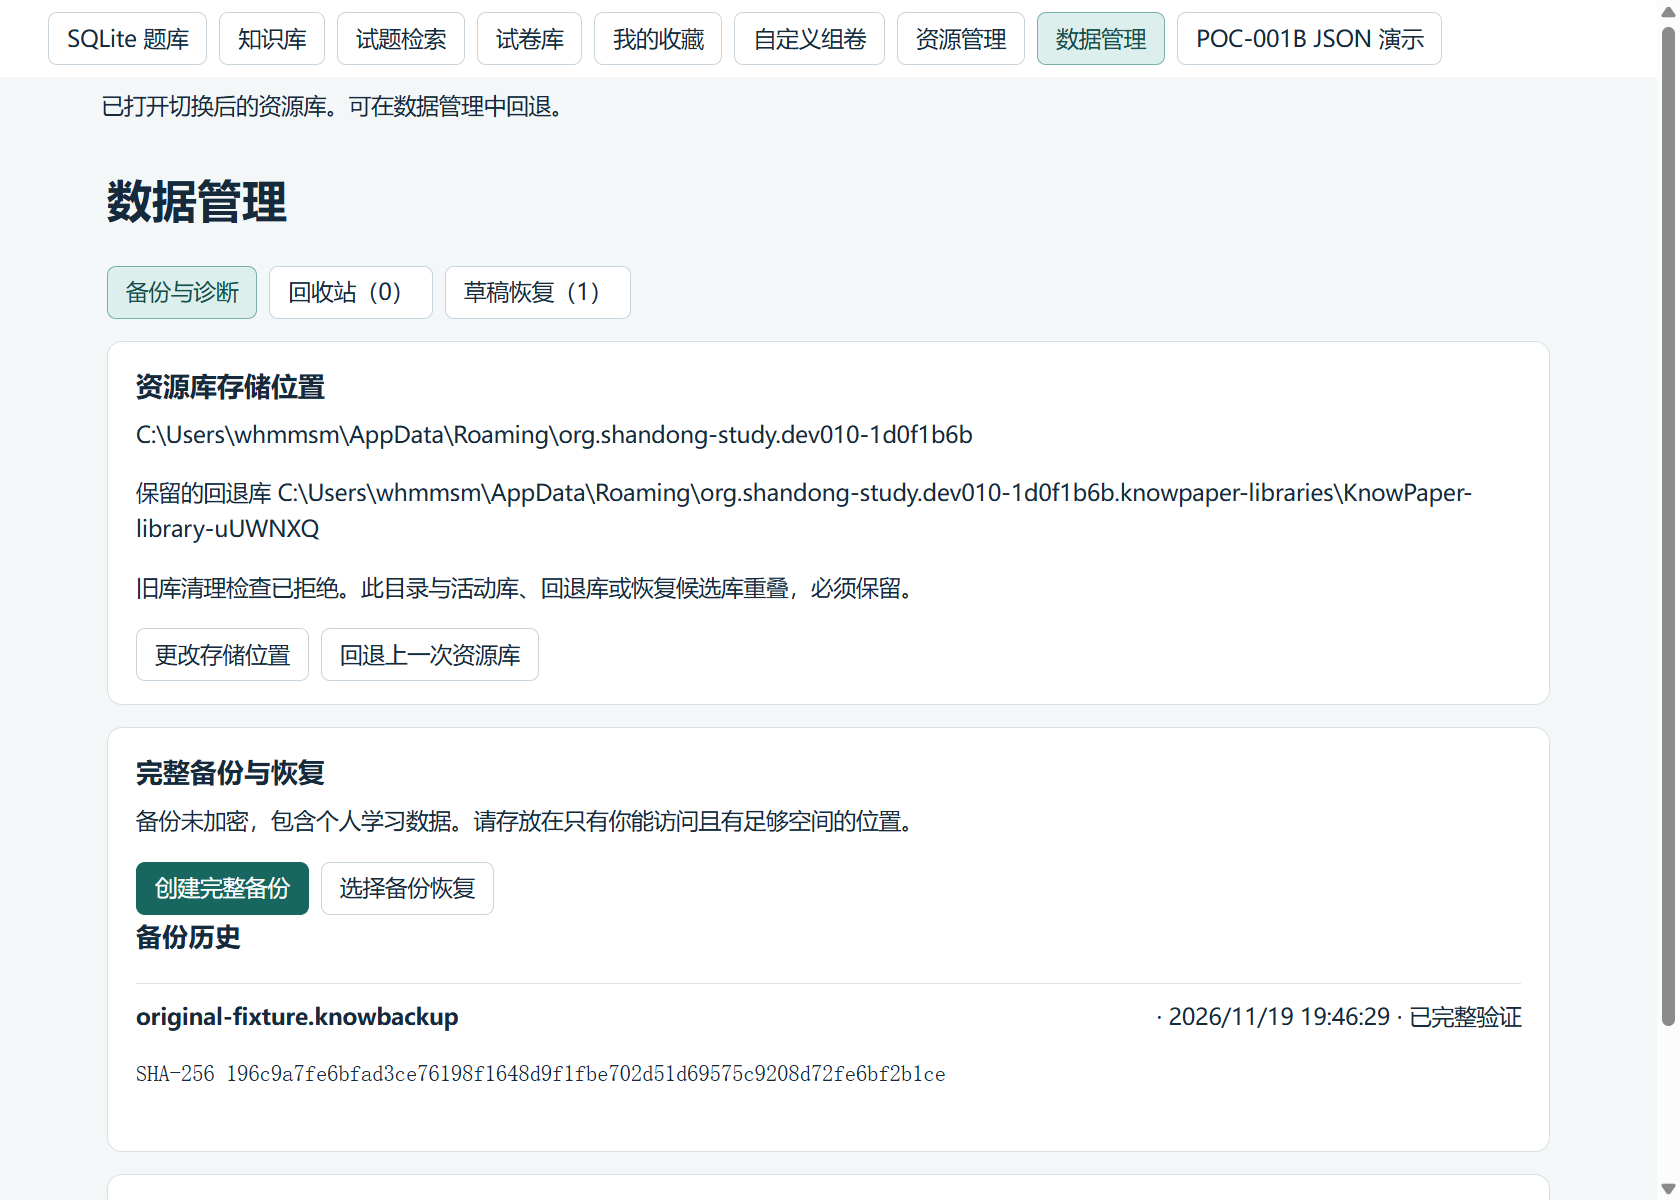 SQLite 题库 知识库 试题检索 试卷库 我的收藏 自定义组卷 资源管理 数据管理 POC-001B JSON 演示
已打开切换后的资源库。可在数据管理中回退。
数据管理
备份与诊断 回收站（0） 草稿恢复（1）
资源库存储位置
C:\Users\whmmsm\AppData\Roaming\org.shandong-study.dev010-1d0f1b6b
保留的回退库 C:\Users\whmmsm\AppData\Roaming\org.shandong-study.dev010-1d0f1b6b.knowpaper-libraries\KnowPaper-
library-uUWNXQ
旧库清理检查已拒绝。此目录与活动库、回退库或恢复候选库重叠，必须保留。
更改存储位置 回退上一次资源库
完整备份与恢复
备份未加密，包含个人学习数据。请存放在只有你能访问且有足够空间的位置。
创建完整备份 选择备份恢复
备份历史
original-fixture.knowbackup · 2026/11/19 19:46:29 · 已完整验证
SHA-256 196c9a7fe6bfad3ce76198f1648d9f1fbe702d51d69575c9208d72fe6bf2b1ce